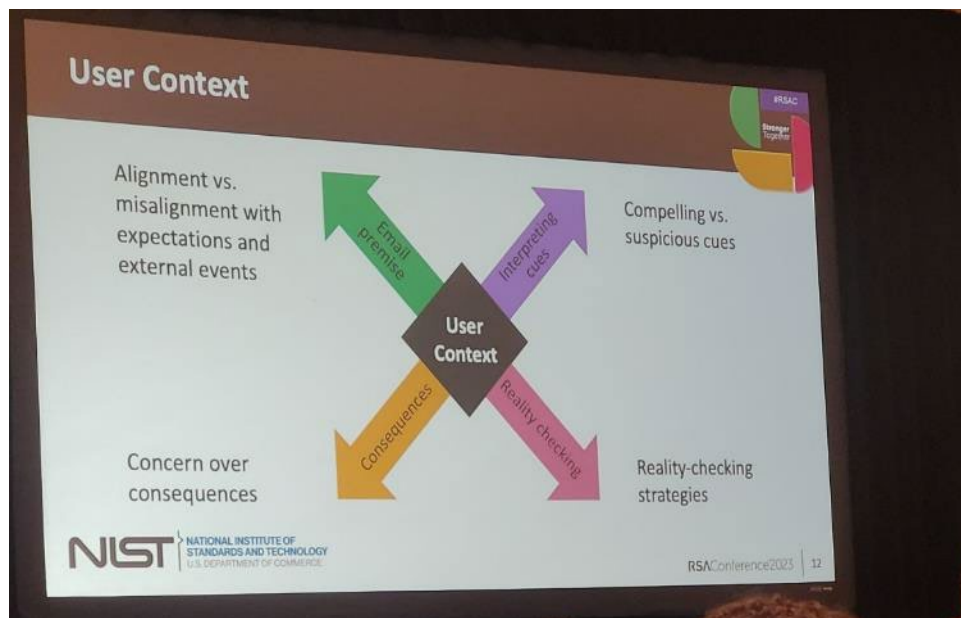 User Context
#RSAC
Stronger
Together
Alignment vs.
misalignment with
expectations and
external events
Email
premise
Interpreting
cues
Compelling vs.
suspicious cues
User
Context
Consequences
Reality checking
Concern over
consequences
Reality-checking
strategies
NIST
NATIONAL INSTITUTE OF
STANDARDS AND TECHNOLOGY
U.S. DEPARTMENT OF COMMERCE
RSAConference2023
12